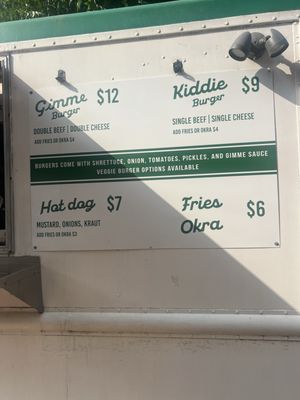 Gimme Burger $12
DOUBLE BEEF | DOUBLE CHEESE
ADD FRIES OR OKRA $4
Kiddie Burger $9
SINGLE BEEF | SINGLE CHEESE
ADD FRIES OR OKRA $4
BURGERS COME WITH SHRETTUCE, ONION, TOMATOES, PICKLES, AND GIMME SAUCE
VEGGIE BURGER OPTIONS AVAILABLE
Hot dog $7
MUSTARD, ONIONS, KRAUT
ADD FRIES OR OKRA $3
Fries
Okra $6